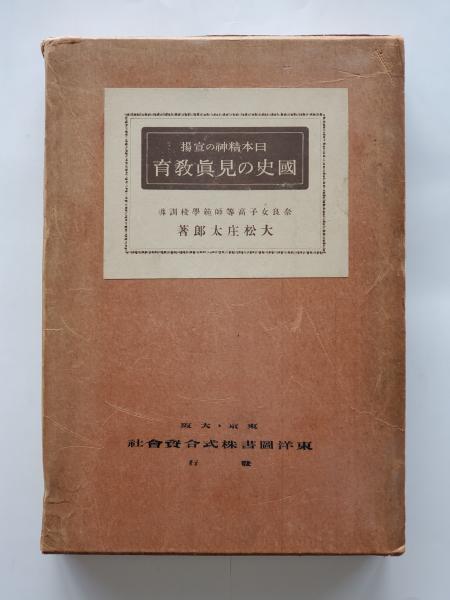 日本精神の宣揚
國史の見眞教育
奈良女子高等師範學校訓導
大松庄太郎著
東京・大阪
東洋圖書株式合資會社
發行